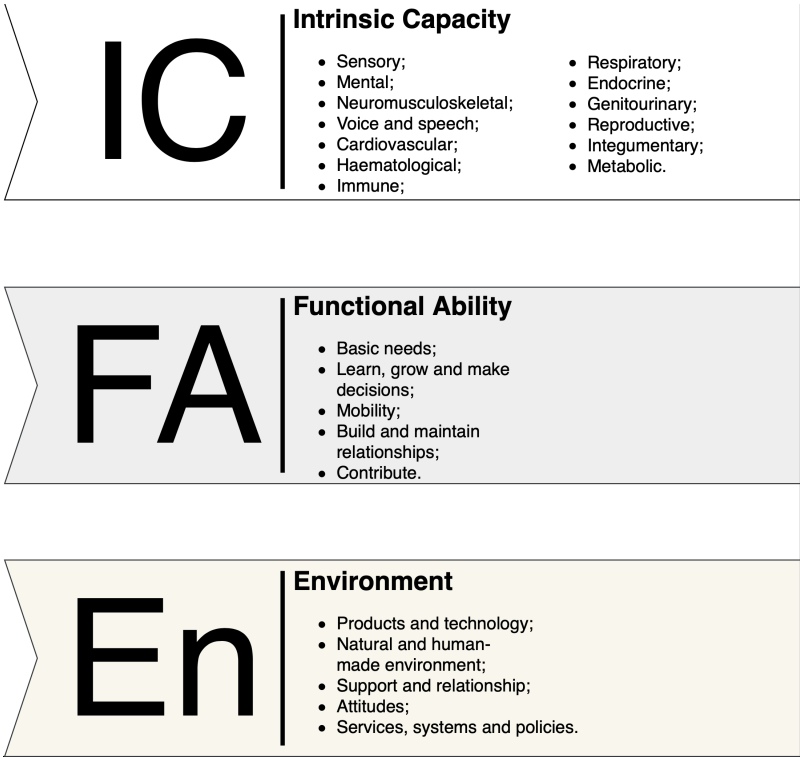 IC
Intrinsic Capacity
• Sensory;
• Mental;
• Neuromusculoskeletal;
• Voice and speech;
• Cardiovascular;
• Haematological;
• Immune;
• Respiratory;
• Endocrine;
• Genitourinary;
• Reproductive;
• Integumentary;
• Metabolic.
FA
Functional Ability
• Basic needs;
• Learn, grow and make
decisions;
• Mobility;
• Build and maintain
relationships;
• Contribute.
En
Environment
• Products and technology;
• Natural and human-
made environment;
• Support and relationship;
• Attitudes;
• Services, systems and policies.